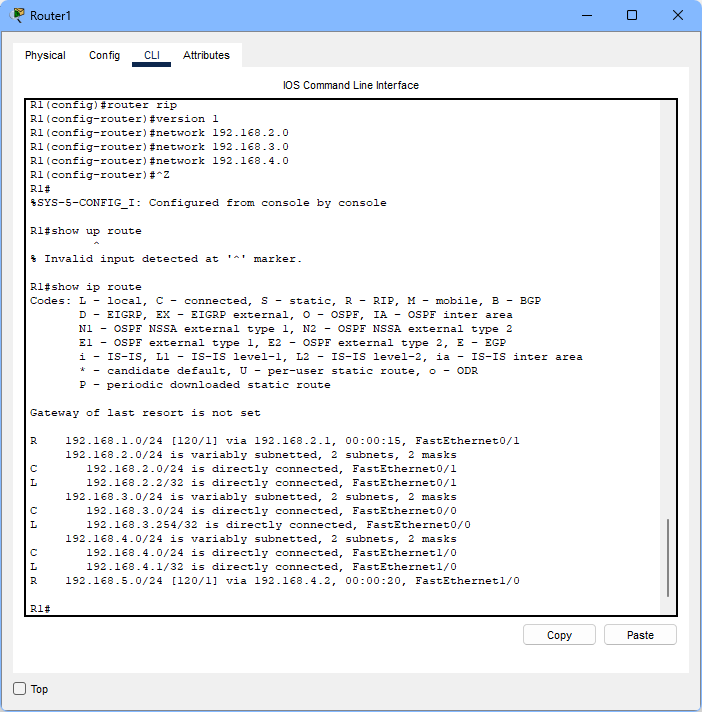 Router1
Physical Config CLI Attributes
IOS Command Line Interface
R1(config)#router rip
R1(config-router)#version 1
R1(config-router)#network 192.168.2.0
R1(config-router)#network 192.168.3.0
R1(config-router)#network 192.168.4.0
R1(config-router)#^Z
R1#
%SYS-5-CONFIG_I: Configured from console by console
R1#show up route
^
% Invalid input detected at '^' marker.
R1#show ip route
Codes: L - local, C - connected, S - static, R - RIP, M - mobile, B - BGP
D - EIGRP, EX - EIGRP external, O - OSPF, IA - OSPF inter area
N1 - OSPF NSSA external type 1, N2 - OSPF NSSA external type 2
E1 - OSPF external type 1, E2 - OSPF external type 2, E - EGP
i - IS-IS, L1 - IS-IS level-1, L2 - IS-IS level-2, ia - IS-IS inter area
* - candidate default, U - per-user static route, o - ODR
P - periodic downloaded static route
Gateway of last resort is not set
R 192.168.1.0/24 [120/1] via 192.168.2.1, 00:00:15, FastEthernet0/1
192.168.2.0/24 is variably subnetted, 2 subnets, 2 masks
C 192.168.2.0/24 is directly connected, FastEthernet0/1
L 192.168.2.2/32 is directly connected, FastEthernet0/1
192.168.3.0/24 is variably subnetted, 2 subnets, 2 masks
C 192.168.3.0/24 is directly connected, FastEthernet0/0
L 192.168.3.254/32 is directly connected, FastEthernet0/0
192.168.4.0/24 is variably subnetted, 2 subnets, 2 masks
C 192.168.4.0/24 is directly connected, FastEthernet1/0
L 192.168.4.1/32 is directly connected, FastEthernet1/0
R 192.168.5.0/24 [120/1] via 192.168.4.2, 00:00:20, FastEthernet1/0
R1#
Copy Paste
Top